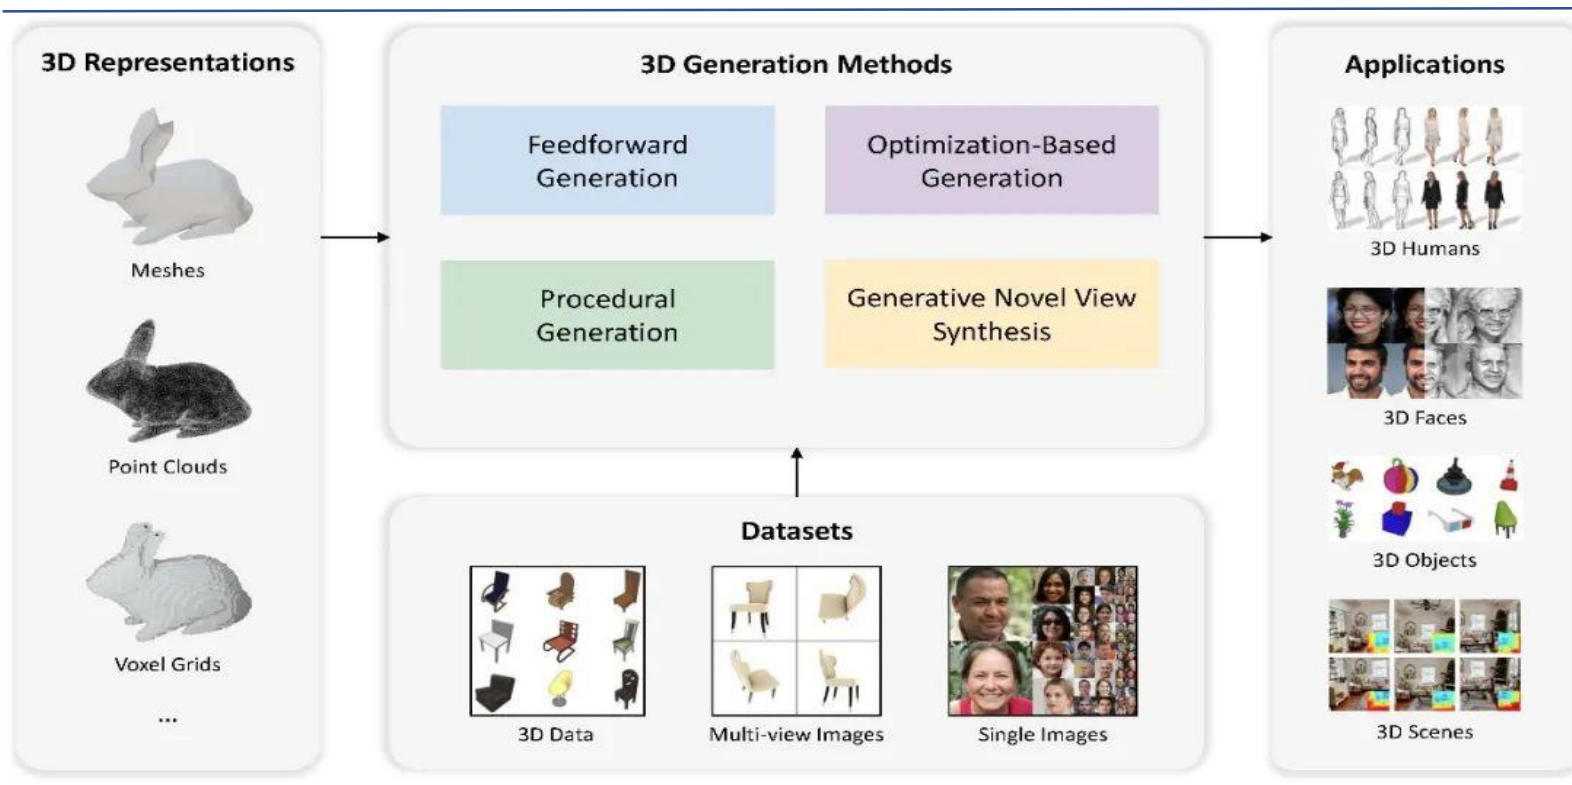 3D Representations
Meshes
Point Clouds
Voxel Grids
...
3D Generation Methods
Feedforward
Generation
Optimization-Based
Generation
Procedural
Generation
Generative Novel View
Synthesis
Datasets
3D Data
Multi-view Images
Single Images
Applications
3D Humans
3D Faces
3D Objects
3D Scenes